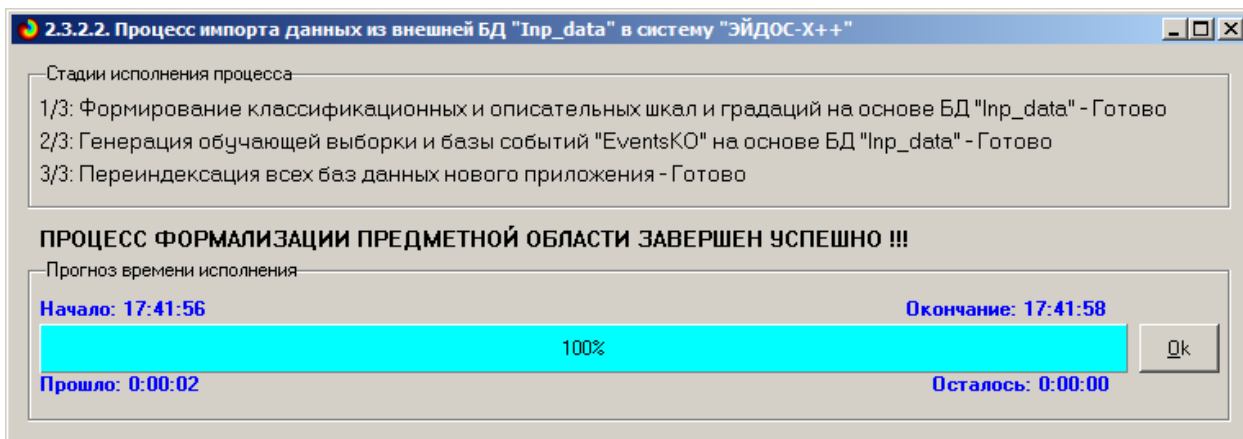 2.3.2.2. Процесс импорта данных из внешней БД "Inp_data" в систему "ЭЙДОС-Х++"
Стадии исполнения процесса
1/3: Формирование классификационных и описательных шкал и градаций на основе БД "Inp_data" - Готово
2/3: Генерация обучающей выборки и базы событий "EventsKO" на основе БД "Inp_data" - Готово
3/3: Переиндексация всех баз данных нового приложения - Готово
ПРОЦЕСС ФОРМАЛИЗАЦИИ ПРЕДМЕТНОЙ ОБЛАСТИ ЗАВЕРШЕН УСПЕШНО !!!
Прогноз времени исполнения
Начало: 17:41:56 Окончание: 17:41:58
100% Ok
Прошло: 0:00:02 Осталось: 0:00:00